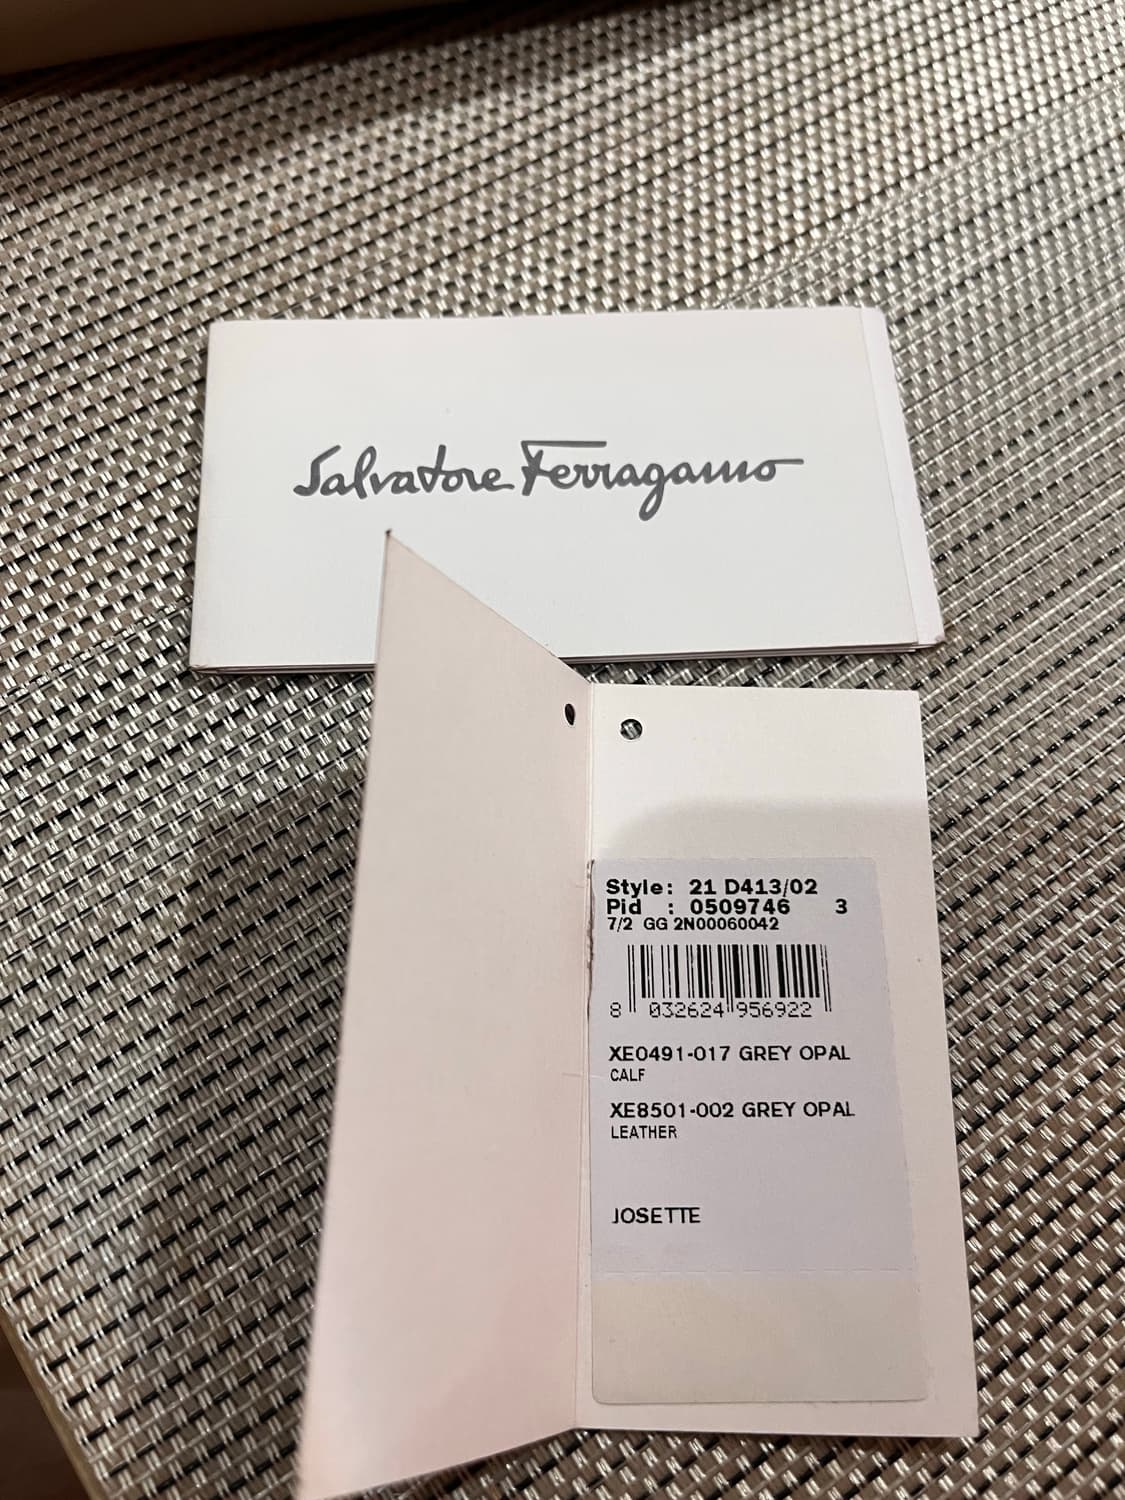 Salvatore Ferragamo
Style: 21 D413/02
Pid : 0509746 3
7/2 GG 2N00060042
8 032624 956922
XE0491-017 GREY OPAL
CALF
XE8501-002 GREY OPAL
LEATHER
JOSETTE